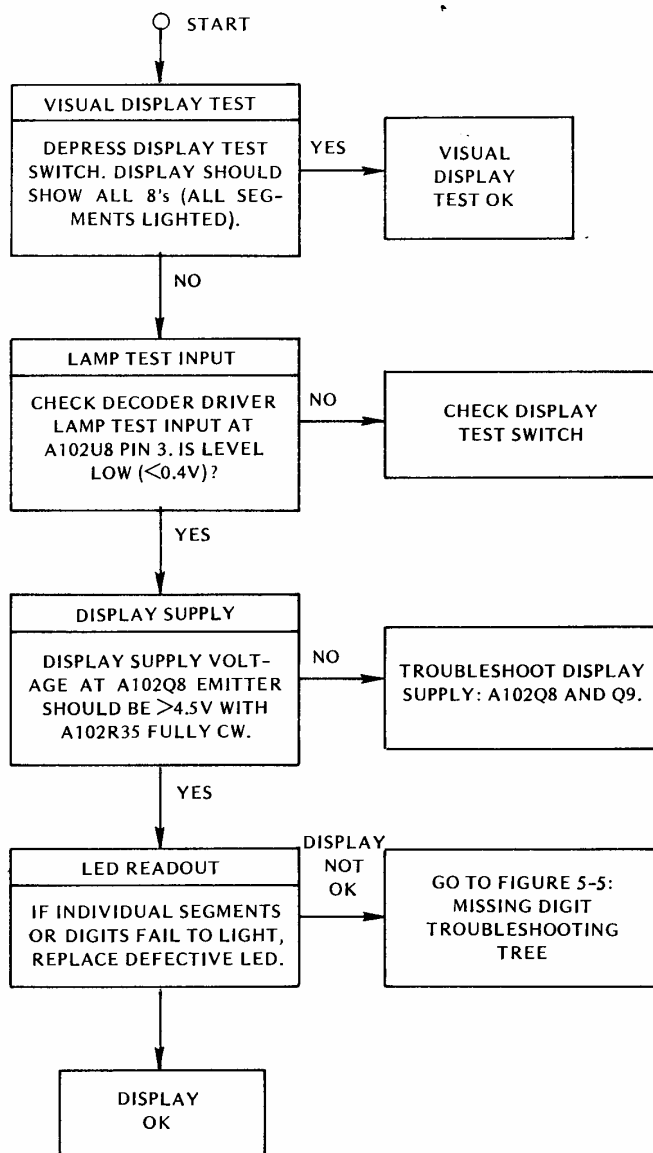 START
VISUAL DISPLAY TEST
DEPRESS DISPLAY TEST
SWITCH. DISPLAY SHOULD
SHOW ALL 8's (ALL SEG-
MENTS LIGHTED).
YES
VISUAL
DISPLAY
TEST OK
NO
LAMP TEST INPUT
CHECK DECODER DRIVER
LAMP TEST INPUT AT
A102U8 PIN 3. IS LEVEL
LOW (<0.4V)?
NO
CHECK DISPLAY
TEST SWITCH
YES
DISPLAY SUPPLY
DISPLAY SUPPLY VOLT-
AGE AT A102Q8 EMITTER
SHOULD BE >4.5V WITH
A102R35 FULLY CW.
NO
TROUBLESHOOT DISPLAY
SUPPLY: A102Q8 AND Q9.
YES
LED READOUT
IF INDIVIDUAL SEGMENTS
OR DIGITS FAIL TO LIGHT,
REPLACE DEFECTIVE LED.
DISPLAY
NOT
OK
GO TO FIGURE 5-5:
MISSING DIGIT
TROUBLESHOOTING
TREE
DISPLAY
OK